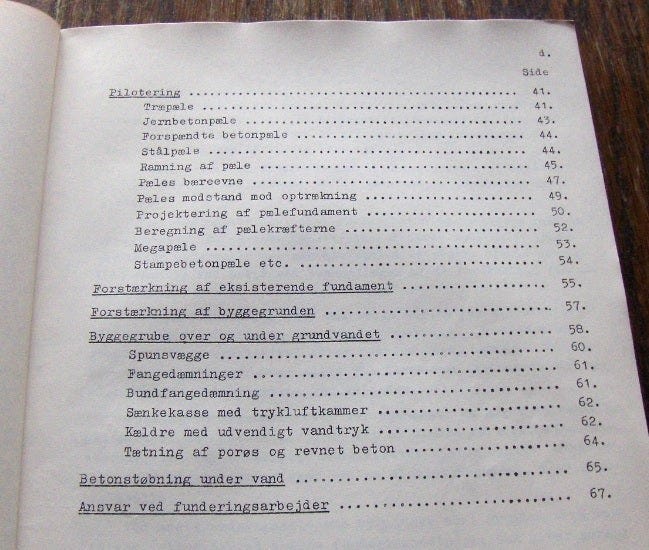 d.
Side
Pilotering ........ 41.
Træpæle ........ 41.
Jernbetonpæle ........ 43.
Forspændte betonpæle ........ 44.
Stålpæle ........ 44.
Ramning af pæle ........ 45.
Pæles bæreevne ........ 47.
Pæles modstand mod optrækning ........ 49.
Projektering af pælefundament ........ 50.
Beregning af pælekræfterne ........ 52.
Megapæle ........ 53.
Stampebetonpæle etc. ........ 54.
Forstærkning af eksisterende fundament ........ 55.
Forstærkning af byggegrunden ........ 57.
Byggegrube over og under grundvandet ........ 58.
Spunsvægge ........ 60.
Fangedæmninger ........ 61.
Bundfangedæmning ........ 61.
Sænkekasse med trykluftkammer ........ 62.
Kældre med udvendigt vandtryk ........ 62.
Tætning af porøs og revnet beton ........ 64.
Betonstøbning under vand ........ 65.
Ansvar ved funderingsarbejder ........ 67.